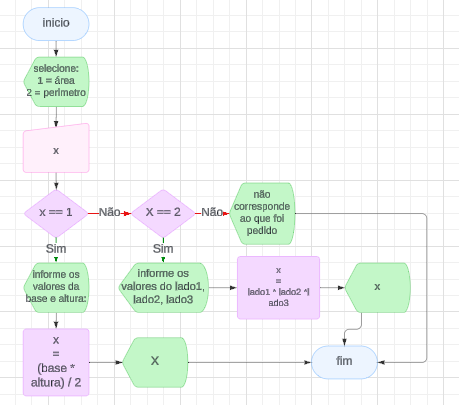 inicio
selecione:
1 = área
2 = perímetro
x
x == 1
Não
X == 2
Não
não
corresponde
ao que foi
pedido
Sim
Sim
informe os
valores da
base e altura:
informe os
valores do lado1,
lado2, lado3
x
=
lado1 * lado2 *l
ado3
x
x
=
(base *
altura) / 2
X
fim